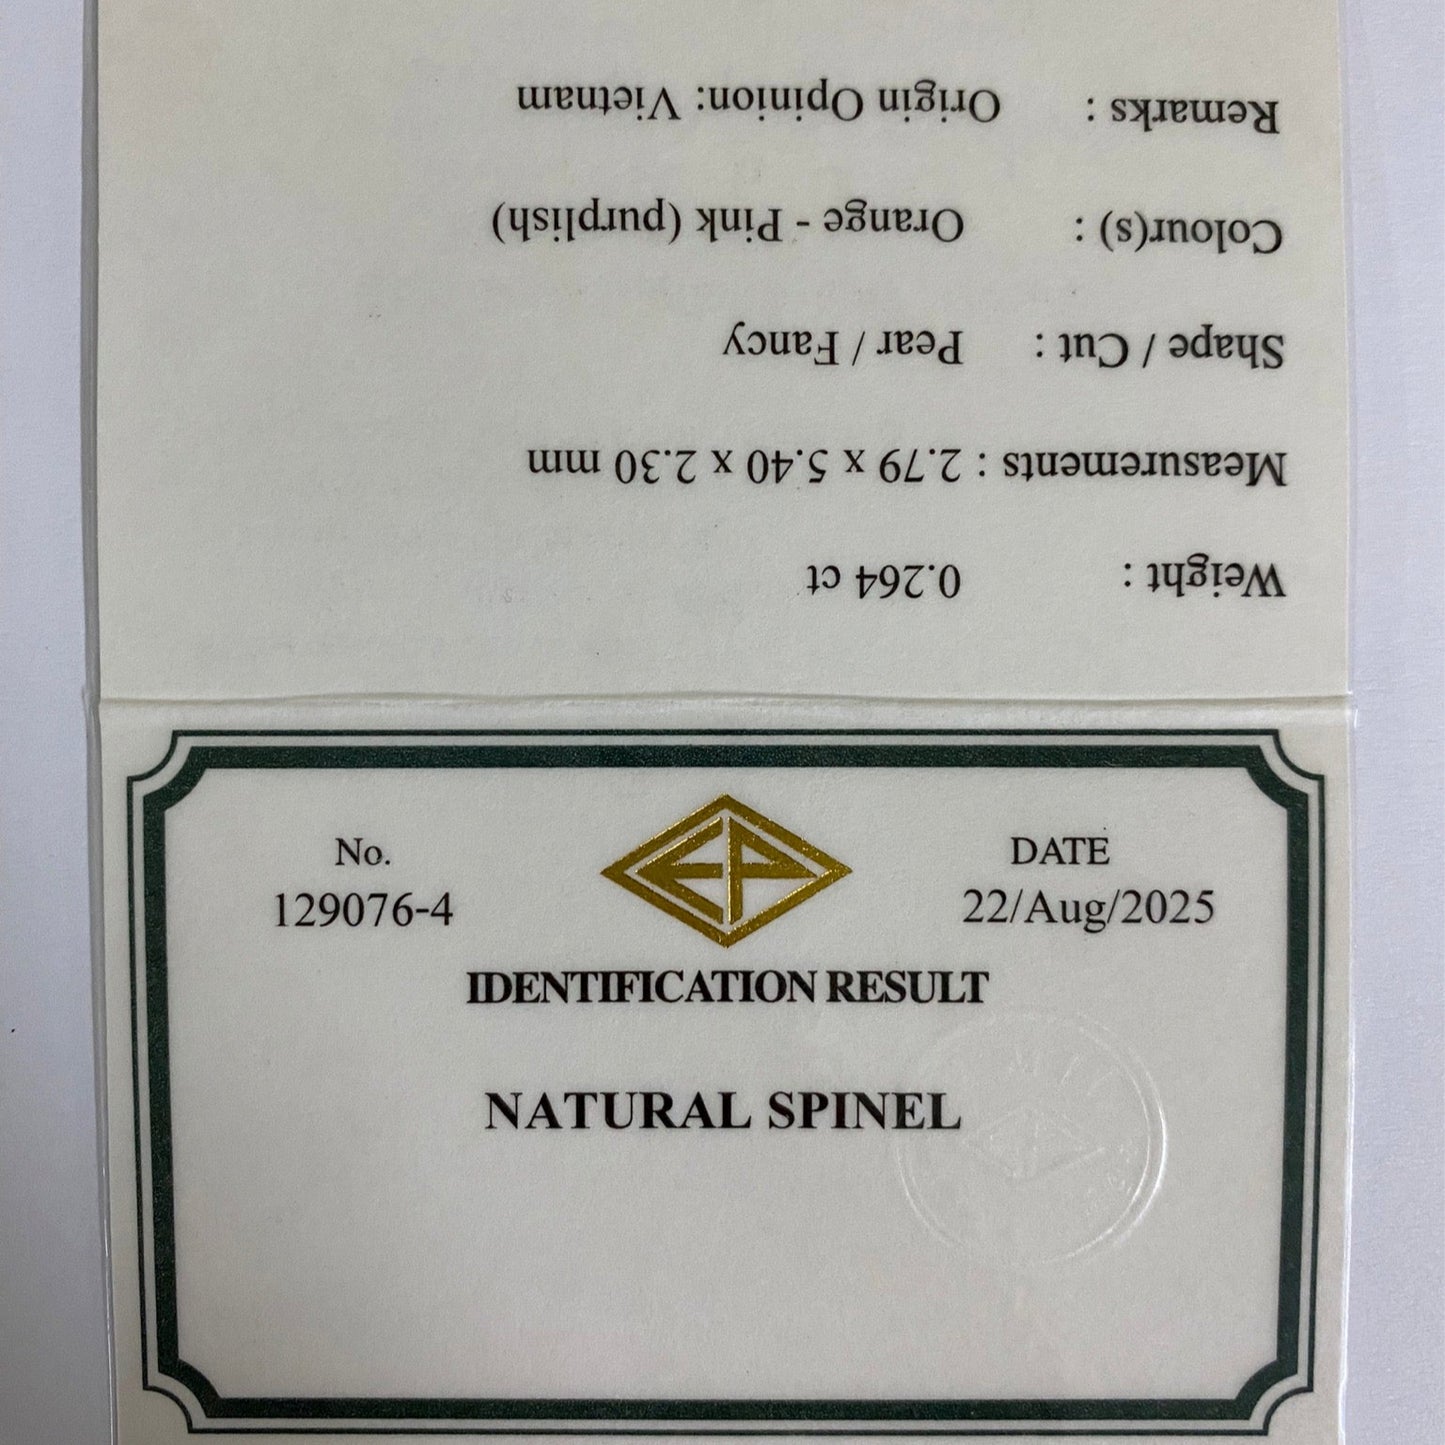 No.
129076-4
EP
DATE
22/Aug/2025
IDENTIFICATION RESULT
NATURAL SPINEL
Weight : 0.264 ct
Measurements : 2.79 x 5.40 x 2.30 mm
Shape / Cut : Pear / Fancy
Colour(s) : Orange - Pink (purplish)
Remarks : Origin Opinion: Vietnam